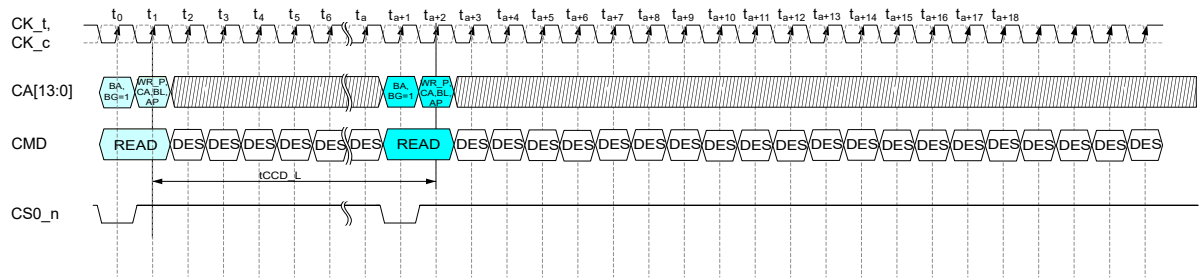 t0 t1 t2 t3 t4 t5 t6 ta ta+1 ta+2 ta+3 ta+4 ta+5 ta+6 ta+7 ta+8 ta+9 ta+10 ta+11 ta+12 ta+13 ta+14 ta+15 ta+16 ta+17 ta+18
CK_t,
CK_c
CA[13:0]
BA,
BG=1
WR_P,
CA,BL,
AP
BA,
BG=1
WR_P,
CA,BL,
AP
CMD READ DES DES DES DES DES DES READ DES DES DES DES DES DES DES DES DES DES DES DES DES DES DES DES DES DES DES DES
tCCD_L
CS0_n